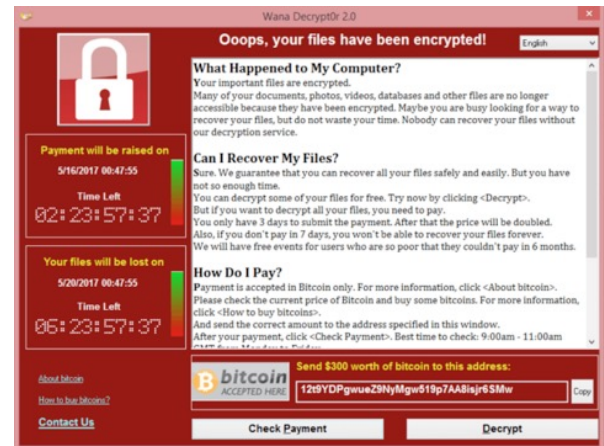 Wana Decrypt0r 2.0
Ooops, your files have been encrypted!
English
What Happened to My Computer?
Your important files are encrypted.
Many of your documents, photos, videos, databases and other files are no longer
accessible because they have been encrypted. Maybe you are busy looking for a way to
recover your files, but do not waste your time. Nobody can recover your files without
our decryption service.
Can I Recover My Files?
Sure. We guarantee that you can recover all your files safely and easily. But you have
not so enough time.
You can decrypt some of your files for free. Try now by clicking <Decrypt>.
But if you want to decrypt all your files, you need to pay.
You only have 3 days to submit the payment. After that the price will be doubled.
Also, if you don't pay in 7 days, you won't be able to recover your files forever.
We will have free events for users who are so poor that they couldn't pay in 6 months.
How Do I Pay?
Payment is accepted in Bitcoin only. For more information, click <About bitcoin>.
Please check the current price of Bitcoin and buy some bitcoins. For more information,
click <How to buy bitcoins>.
And send the correct amount to the address specified in this window.
After your payment, click <Check Payment>. Best time to check: 9:00am - 11:00am
GMT from Monday to Friday.
Payment will be raised on
5/16/2017 00:47:55
Time Left
02:23:57:37
Your files will be lost on
5/20/2017 00:47:55
Time Left
06:23:57:37
About bitcoin
How to buy bitcoins?
Contact Us
bitcoin
ACCEPTED HERE
Send $300 worth of bitcoin to this address:
12t9YDPgwueZ9NyMgw519p7AA8isjr6SMw
Copy
Check Payment
Decrypt